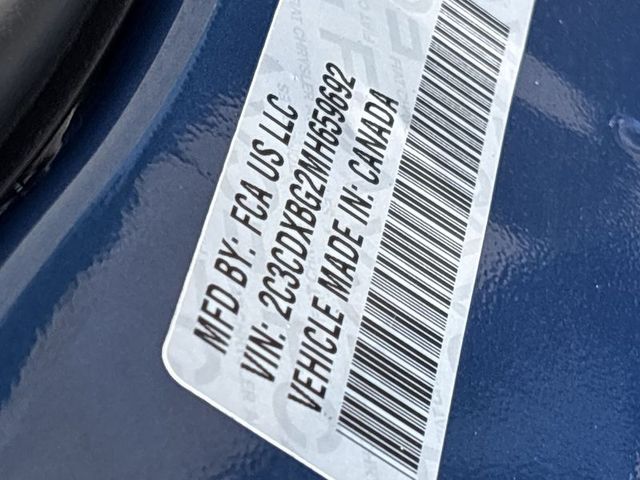 MFD BY: FCA US LLC
VIN: 2C3CDXBG2MH659692
VEHICLE MADE IN: CANADA